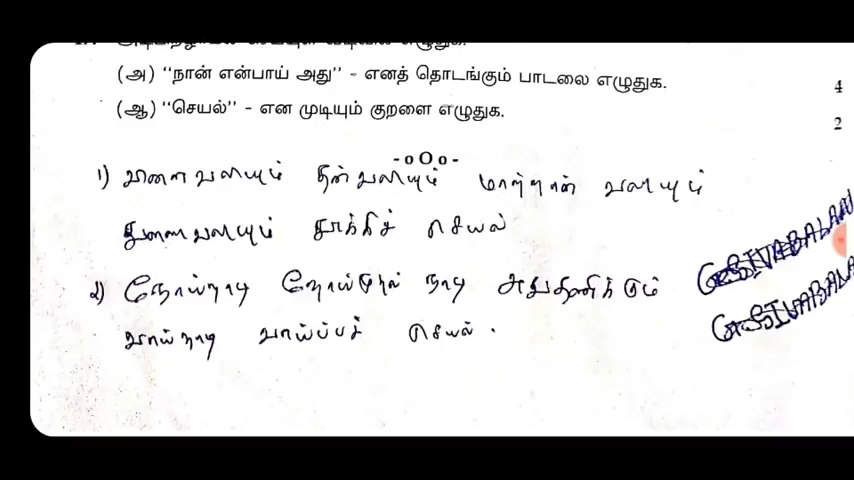 (அ) “நான் என்பாய் அது” - எனத் தொடங்கும் பாடலை எழுதுக. 4
(ஆ) “செயல்” - என முடியும் குறளை எழுதுக. 2
-oOo-
1) வினை வலியும் தன் வலியும் மாற்றான் வலியும்
துணை வலியும் தூக்கிச் செயல்
2) நோய்நாடி நோய்முதல் நாடி அதுதணிக்கும்
வாய்நாடி வாய்ப்பச் செயல் .